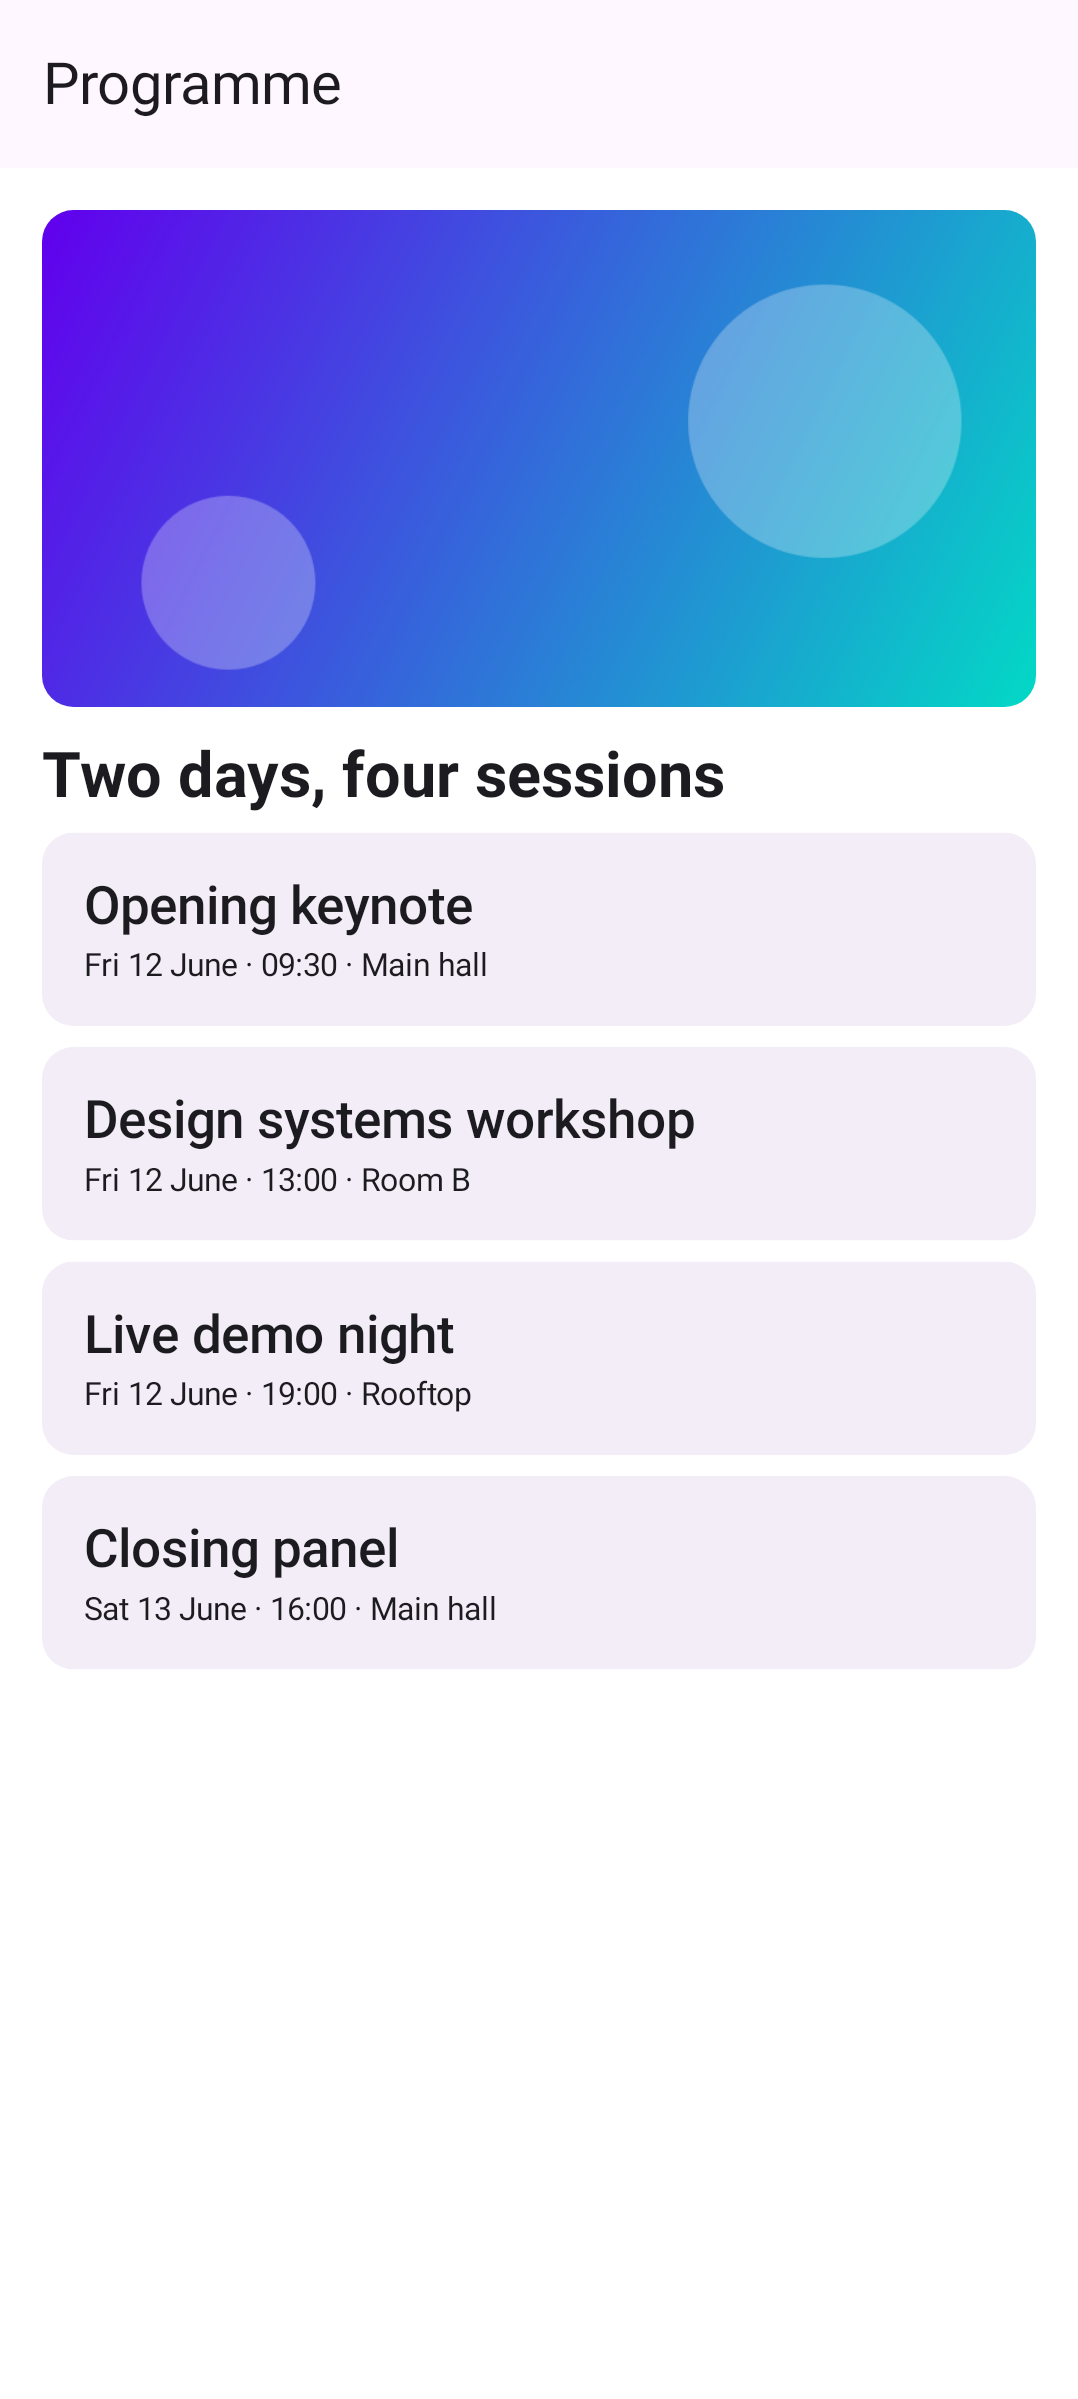 Programme
Two days, four sessions
Opening keynote
Fri 12 June · 09:30 · Main hall
Design systems workshop
Fri 12 June · 13:00 · Room B
Live demo night
Fri 12 June · 19:00 · Rooftop
Closing panel
Sat 13 June · 16:00 · Main hall